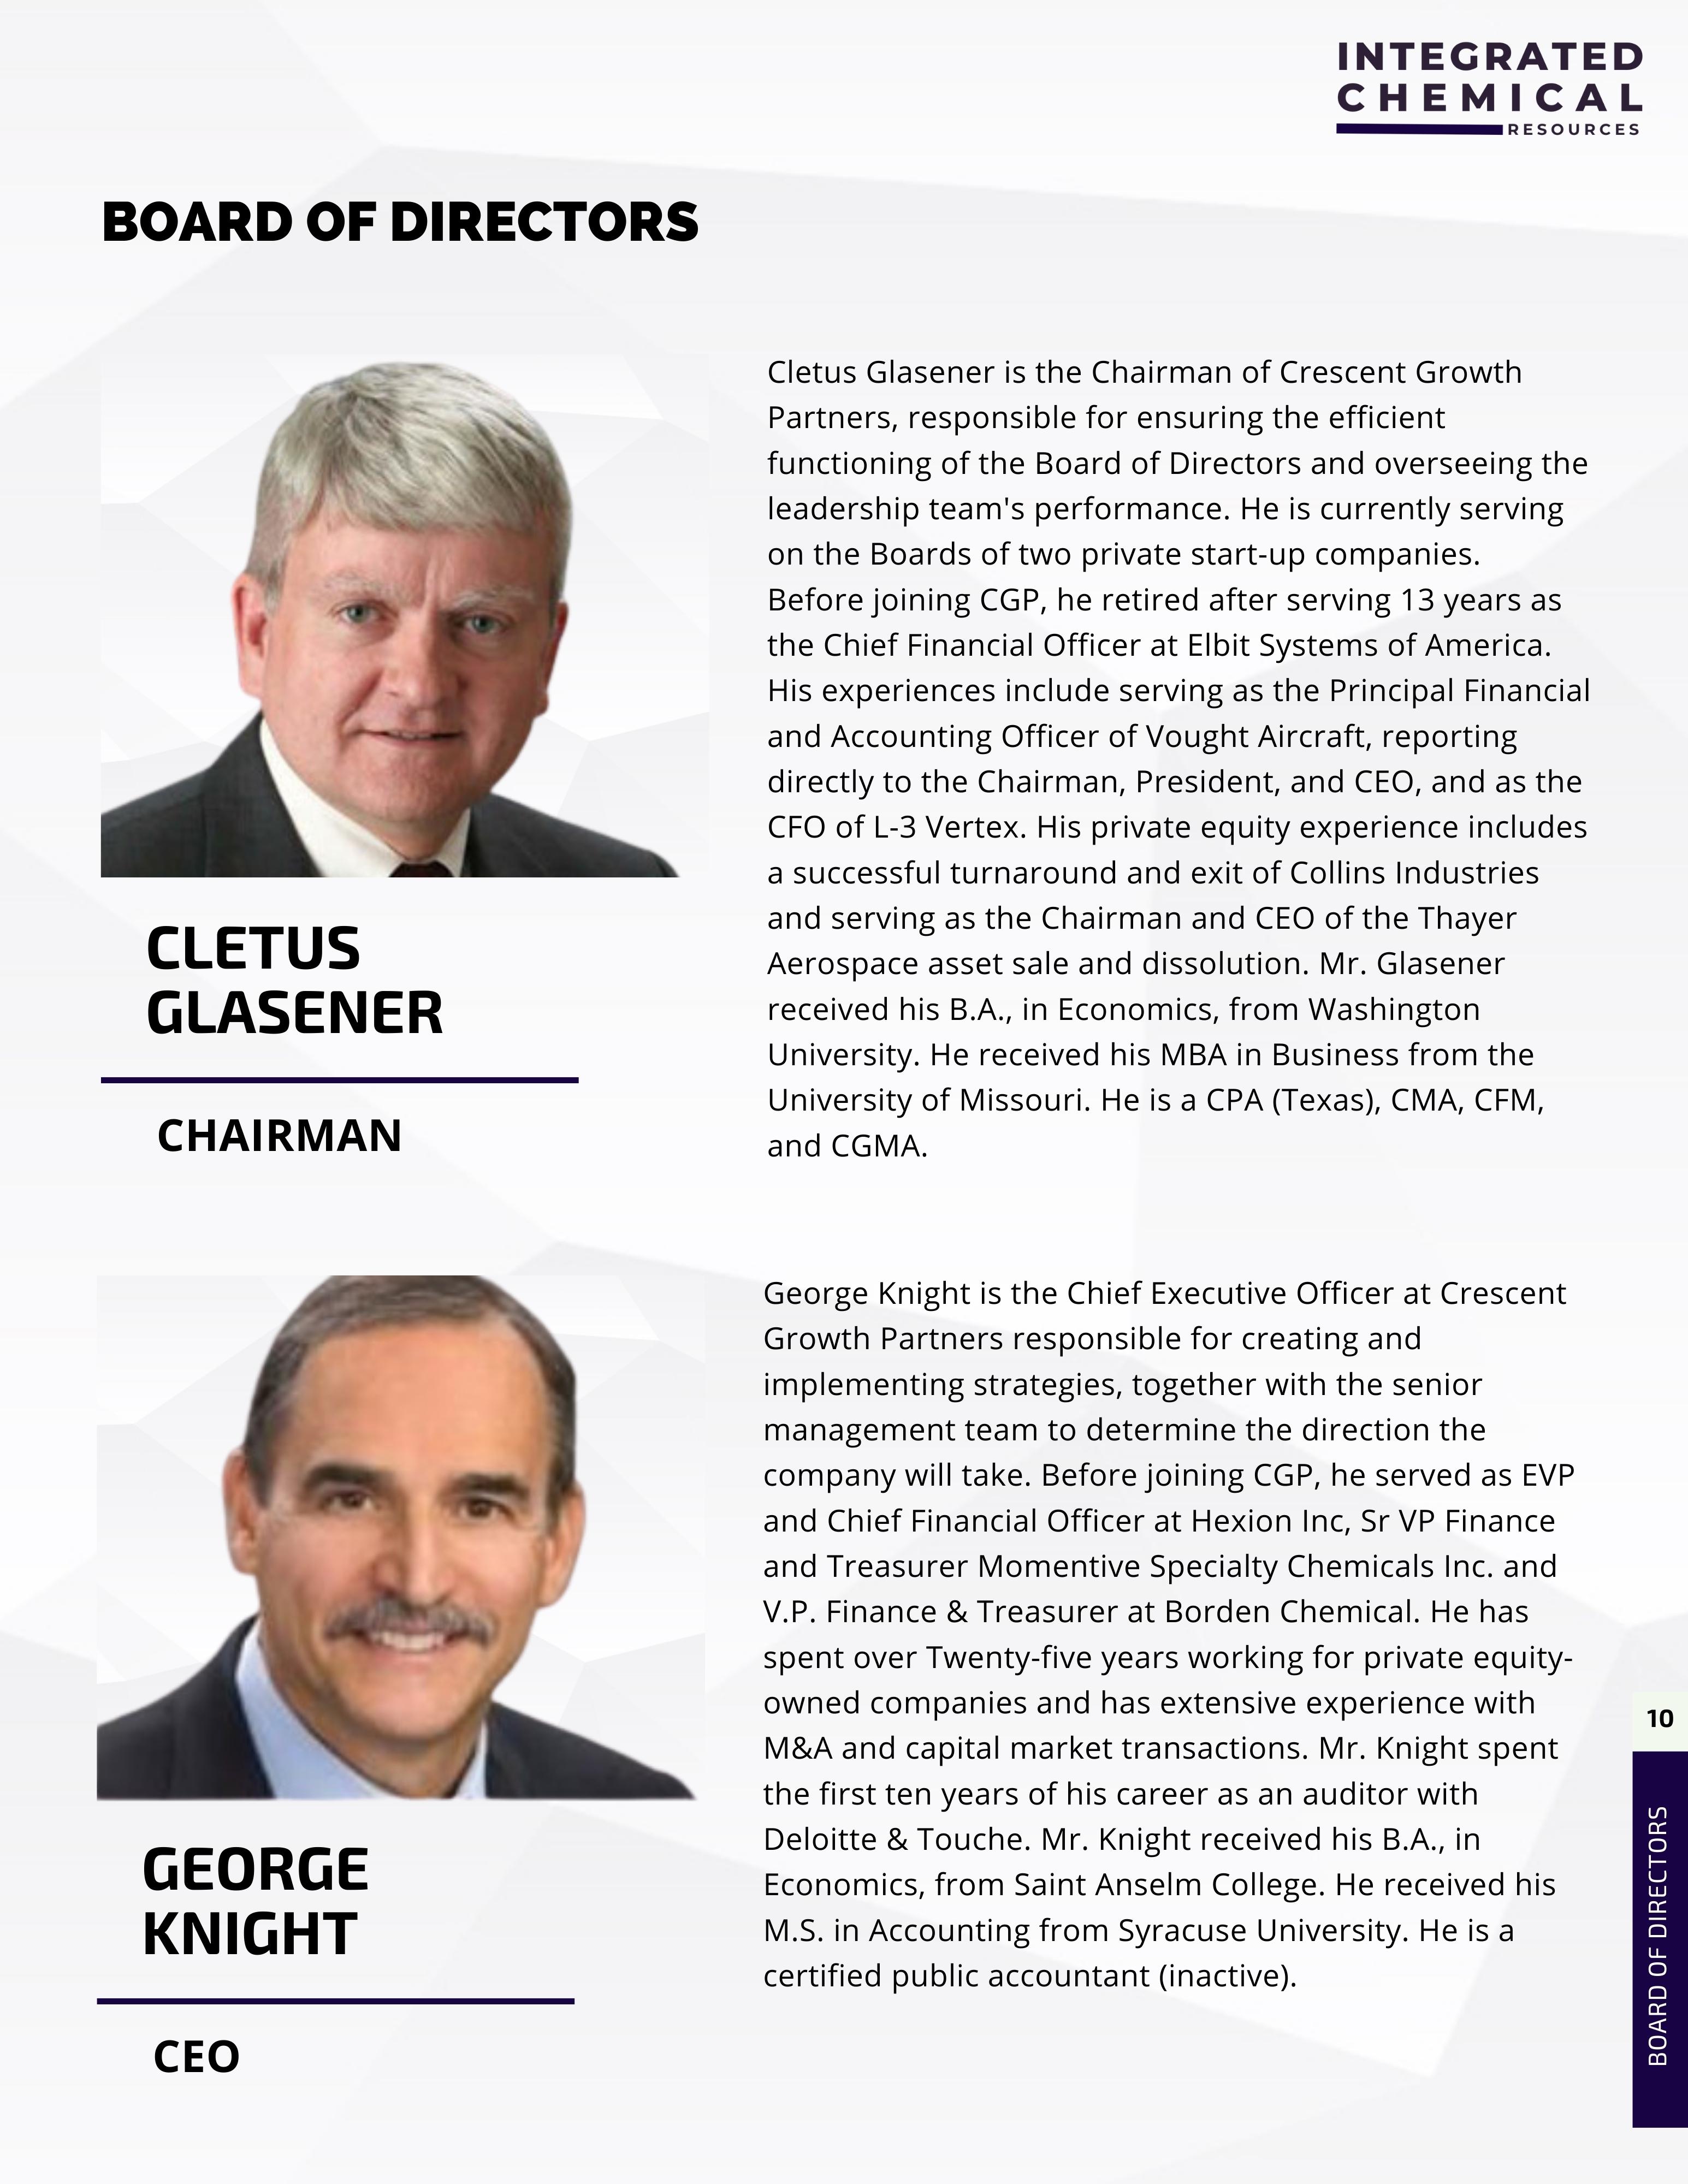 INTEGRATED
CHEMICAL
RESOURCES
BOARD OF DIRECTORS
Cletus Glasener is the Chairman of Crescent Growth
Partners, responsible for ensuring the efficient
functioning of the Board of Directors and overseeing the
leadership team's performance. He is currently serving
on the Boards of two private start-up companies.
Before joining CGP, he retired after serving 13 years as
the Chief Financial Officer at Elbit Systems of America.
His experiences include serving as the Principal Financial
and Accounting Officer of Vought Aircraft, reporting
directly to the Chairman, President, and CEO, and as the
CFO of L-3 Vertex. His private equity experience includes
a successful turnaround and exit of Collins Industries
and serving as the Chairman and CEO of the Thayer
Aerospace asset sale and dissolution. Mr. Glasener
received his B.A., in Economics, from Washington
University. He received his MBA in Business from the
University of Missouri. He is a CPA (Texas), CMA, CFM,
and CGMA.
CLETUS
GLASENER
CHAIRMAN
George Knight is the Chief Executive Officer at Crescent
Growth Partners responsible for creating and
implementing strategies, together with the senior
management team to determine the direction the
company will take. Before joining CGP, he served as EVP
and Chief Financial Officer at Hexion Inc, Sr VP Finance
and Treasurer Momentive Specialty Chemicals Inc. and
V.P. Finance & Treasurer at Borden Chemical. He has
spent over Twenty-five years working for private equity-
owned companies and has extensive experience with
M&A and capital market transactions. Mr. Knight spent
the first ten years of his career as an auditor with
Deloitte & Touche. Mr. Knight received his B.A., in
Economics, from Saint Anselm College. He received his
M.S. in Accounting from Syracuse University. He is a
certified public accountant (inactive).
GEORGE
KNIGHT
CEO
10
BOARD OF DIRECTORS